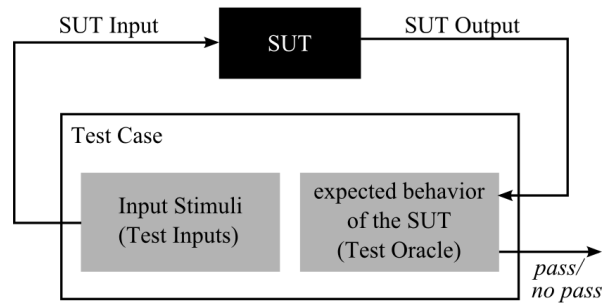 SUT Input
SUT
SUT Output
Test Case
Input Stimuli
(Test Inputs)
expected behavior
of the SUT
(Test Oracle)
pass/
no pass